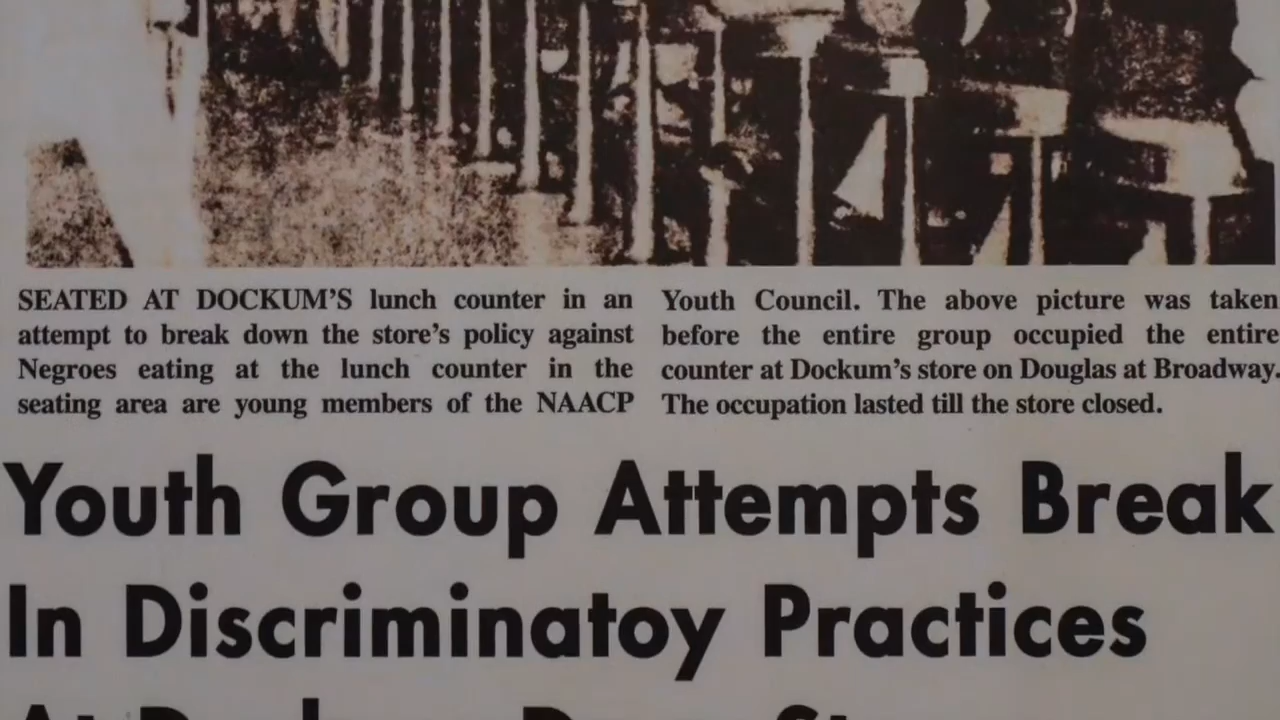 SEATED AT DOCKUM'S lunch counter in an
attempt to break down the store's policy against
Negroes eating at the lunch counter in the
seating area are young members of the NAACP
Youth Council. The above picture was taken
before the entire group occupied the entire
counter at Dockum's store on Douglas at Broadway.
The occupation lasted till the store closed.
Youth Group Attempts Break
In Discriminatoy Practices